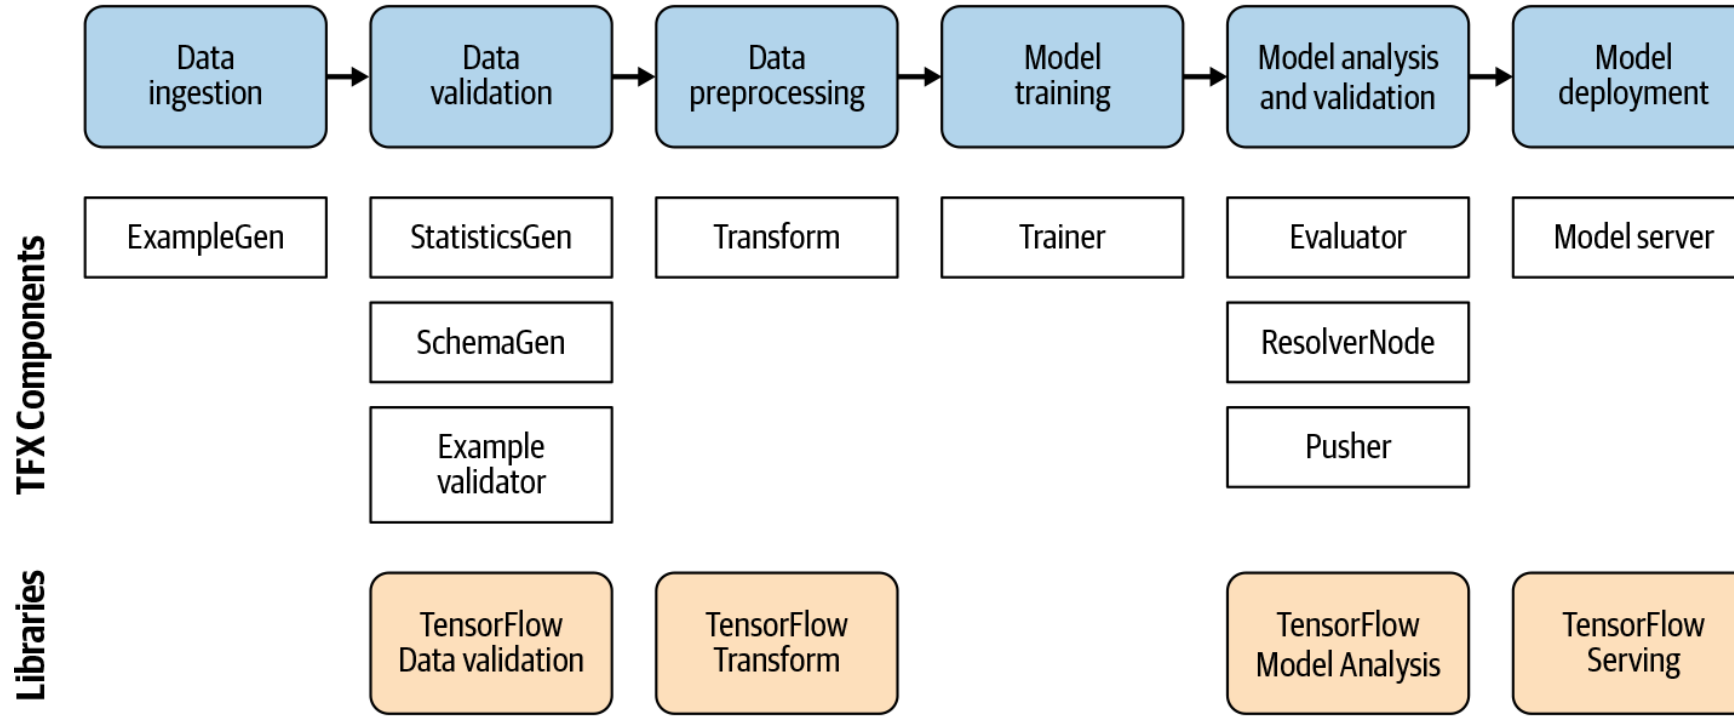 Data
ingestion
Data
validation
Data
preprocessing
Model
training
Model analysis
and validation
Model
deployment
TFX Components
ExampleGen
StatisticsGen
Transform
Trainer
Evaluator
Model server
SchemaGen
ResolverNode
Example
validator
Pusher
Libraries
TensorFlow
Data validation
TensorFlow
Transform
TensorFlow
Model Analysis
TensorFlow
Serving